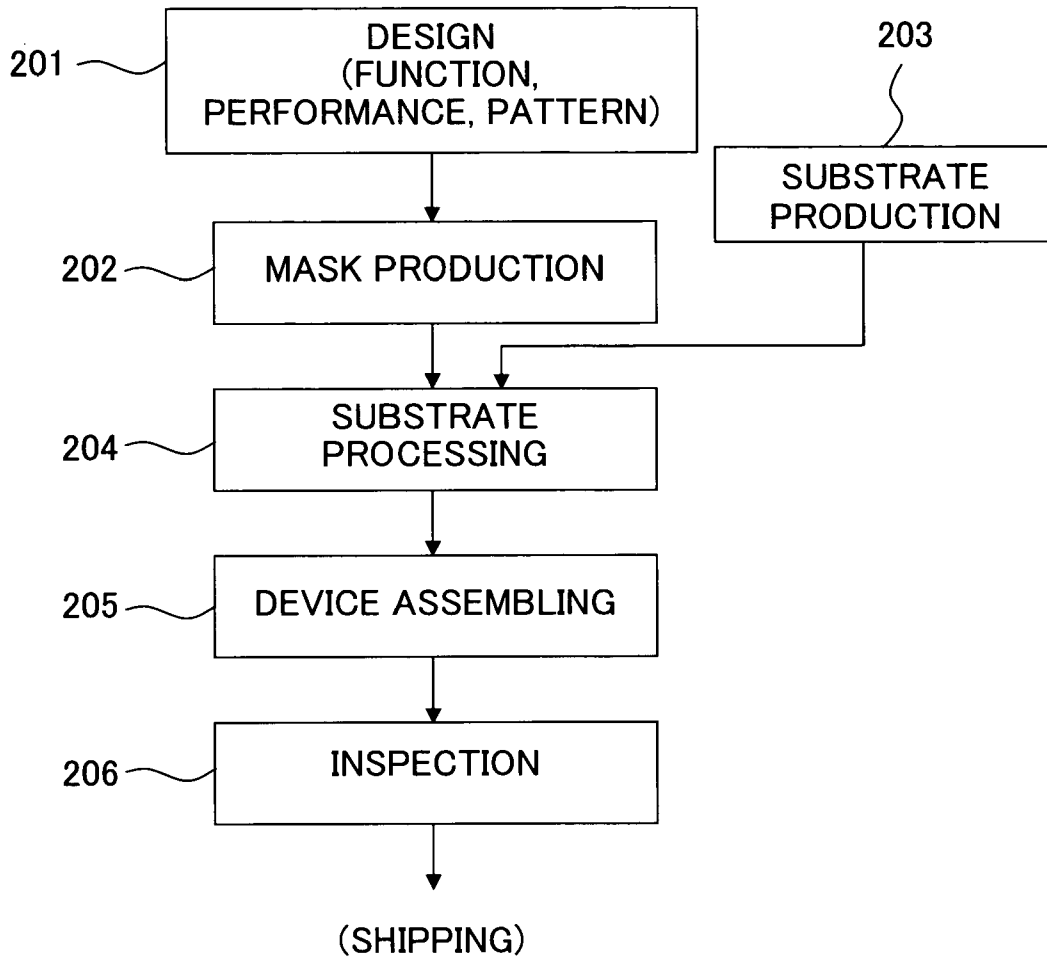 201
DESIGN
(FUNCTION,
PERFORMANCE, PATTERN)
203
SUBSTRATE
PRODUCTION
202
MASK PRODUCTION
204
SUBSTRATE
PROCESSING
205
DEVICE ASSEMBLING
206
INSPECTION
(SHIPPING)